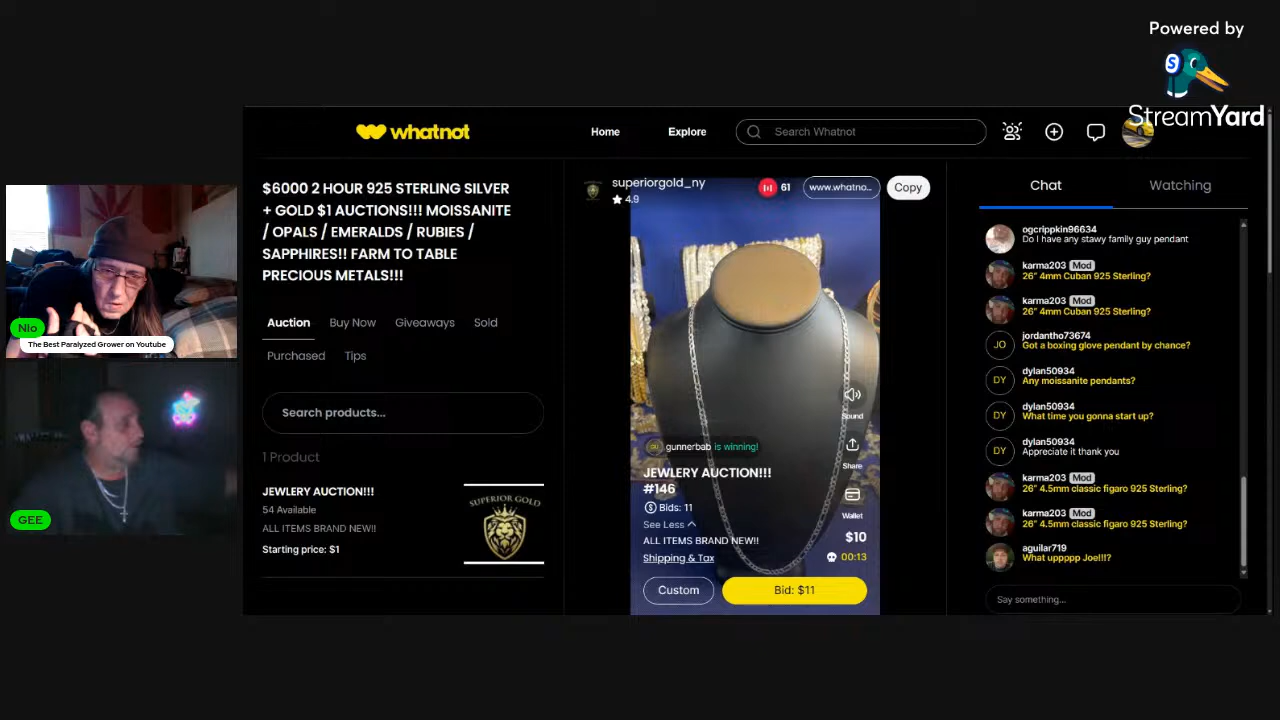 Powered by
StreamYard
whatnot
Home
Explore
Search Whatnot
$6000 2 HOUR 925 STERLING SILVER
+ GOLD $1 AUCTIONS!!! MOISSANITE
/ OPALS / EMERALDS / RUBIES /
SAPPHIRES!! FARM TO TABLE
PRECIOUS METALS!!!
Auction
Buy Now
Giveaways
Sold
Purchased
Tips
Search products...
1 Product
JEWLERY AUCTION!!!
54 Available
ALL ITEMS BRAND NEW!!
Starting price: $1
SUPERIOR GOLD
superiorgold_ny
4.9
61
www.whatno...
Copy
Sound
Share
Wallet
GU
gunnerbab is winning!
JEWLERY AUCTION!!!
#146
Bids: 11
See Less
ALL ITEMS BRAND NEW!!
$10
Shipping & Tax
00:13
Custom
Bid: $11
Chat
Watching
ogcrippkin96634
Do I have any stawy family guy pendant
karma203 Mod
26" 4mm Cuban 925 Sterling?
karma203 Mod
26" 4mm Cuban 925 Sterling?
JO
jordantho73674
Got a boxing glove pendant by chance?
DY
dylan50934
Any moissanite pendants?
DY
dylan50934
What time you gonna start up?
DY
dylan50934
Appreciate it thank you
karma203 Mod
26" 4.5mm classic figaro 925 Sterling?
karma203 Mod
26" 4.5mm classic figaro 925 Sterling?
aguilar719
What uppppp Joe!!!?
Say something...
Nio
The Best Paralyzed Grower on Youtube
GEE